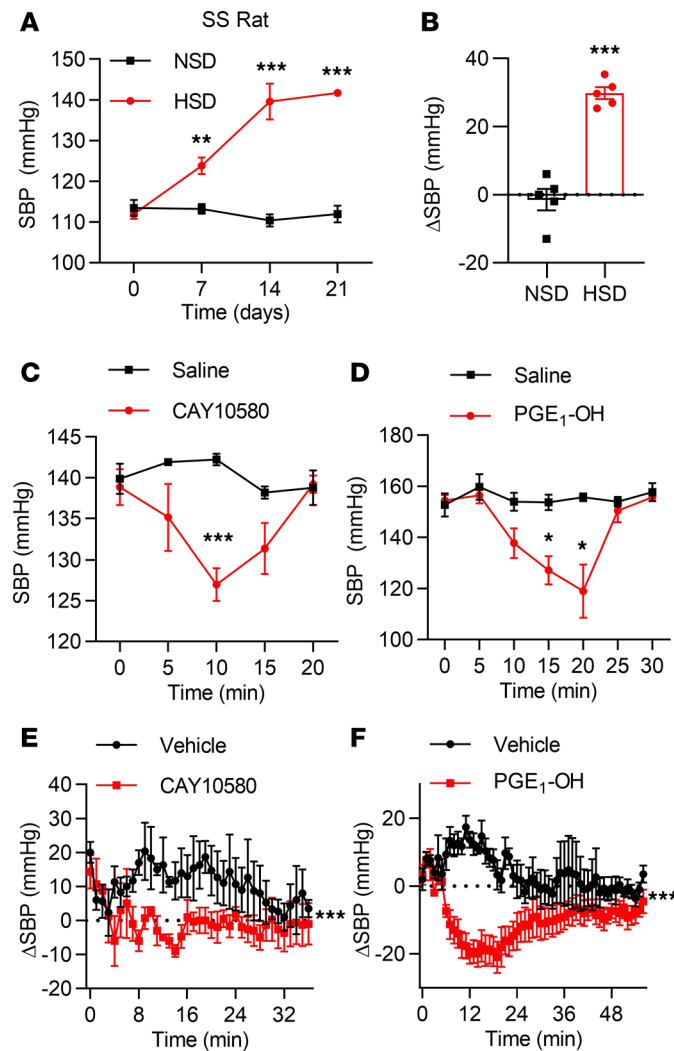 A
SS Rat
NSD
HSD
**
***
***
SBP (mmHg)
150
140
130
120
110
100
0 7 14 21
Time (days)
B
***
ΔSBP (mmHg)
40
20
0
-20
NSD HSD
C
Saline
CAY10580
***
SBP (mmHg)
145
140
135
130
125
120
0 5 10 15 20
Time (min)
D
Saline
PGE₁-OH
*
*
SBP (mmHg)
180
160
140
120
100
0 5 10 15 20 25 30
Time (min)
E
Vehicle
CAY10580
***
ΔSBP (mmHg)
40
30
20
10
0
-10
-20
0 8 16 24 32
Time (min)
F
Vehicle
PGE₁-OH
***
ΔSBP (mmHg)
20
0
-20
0 12 24 36 48
Time (min)